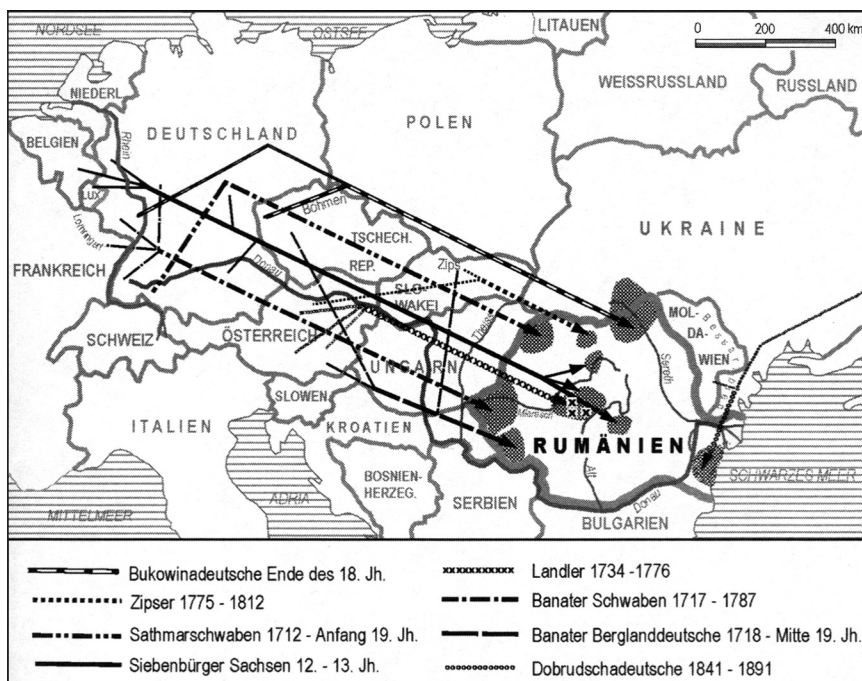 NORDSEE
OSTSEE
LITAUEN
0 200 400 km
WEISSRUSSLAND
RUSSLAND
NIEDERL.
BELGIEN
Rhein
DEUTSCHLAND
POLEN
LUX.
Lothringen
Böhmen
TSCHECH.
REP.
UKRAINE
FRANKREICH
Donau
Zips
SLO-
WAKEI
Theiss
MOL-
DA-
WIEN
SCHWEIZ
ÖSTERREICH
UNGARN
Sereth
SLOWEN.
ITALIEN
KROATIEN
Mieresch
RUMÄNIEN
BOSNIEN-
HERZEG.
Alt
SCHWARZES MEER
ADRIA
SERBIEN
Donau
MITTELMEER
BULGARIEN
Bukowinadeutsche Ende des 18. Jh.
Zipser 1775 - 1812
Sathmarschwaben 1712 - Anfang 19. Jh.
Siebenbürger Sachsen 12. - 13. Jh.
Landler 1734 -1776
Banater Schwaben 1717 - 1787
Banater Berglanddeutsche 1718 - Mitte 19. Jh.
Dobrudschadeutsche 1841 - 1891